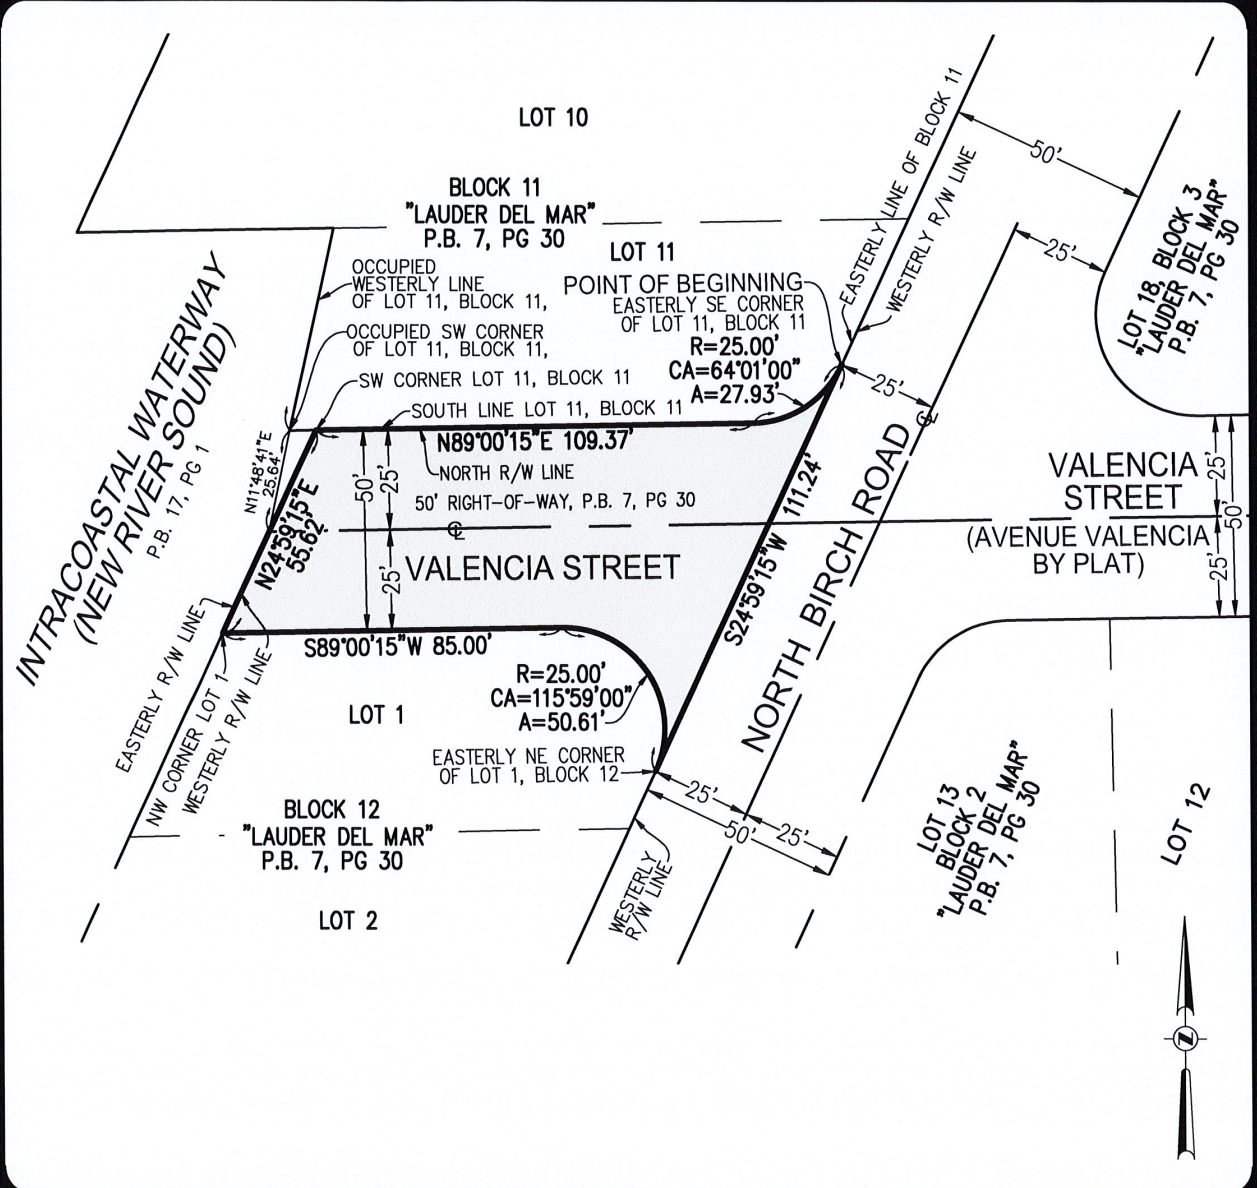 LOT 10
BLOCK 11
"LAUDER DEL MAR"
P.B. 7, PG 30
LOT 11
EASTERLY LINE OF BLOCK 11
WESTERLY R/W LINE
50'
25'
LOT 18, BLOCK 3
"LAUDER DEL MAR"
P.B. 7, PG 30
INTRACOASTAL WATERWAY
(NEW RIVER SOUND)
P.B. 17, PG 1
OCCUPIED
WESTERLY LINE
OF LOT 11, BLOCK 11,
OCCUPIED SW CORNER
OF LOT 11, BLOCK 11,
SW CORNER LOT 11, BLOCK 11
SOUTH LINE LOT 11, BLOCK 11
POINT OF BEGINNING
EASTERLY SE CORNER
OF LOT 11, BLOCK 11
R=25.00'
CA=64°01'00"
A=27.93'
25'
N89°00'15"E 109.37'
NORTH R/W LINE
50' RIGHT-OF-WAY, P.B. 7, PG 30
N11°48'41"E
25.64'
N24°59'15"E
55.62'
50'
25'
25'
℄
VALENCIA STREET
S24°59'15"W 111.24'
NORTH BIRCH ROAD
℄
VALENCIA
STREET
(AVENUE VALENCIA
BY PLAT)
25'
50'
25'
S89°00'15"W 85.00'
R=25.00'
CA=115°59'00"
A=50.61'
EASTERLY R/W LINE
NW CORNER LOT 1
WESTERLY R/W LINE
LOT 1
EASTERLY NE CORNER
OF LOT 1, BLOCK 12
BLOCK 12
"LAUDER DEL MAR"
P.B. 7, PG 30
LOT 2
25'
50'
25'
WESTERLY
R/W LINE
LOT 13
BLOCK 2
"LAUDER DEL MAR"
P.B. 7, PG 30
LOT 12
N